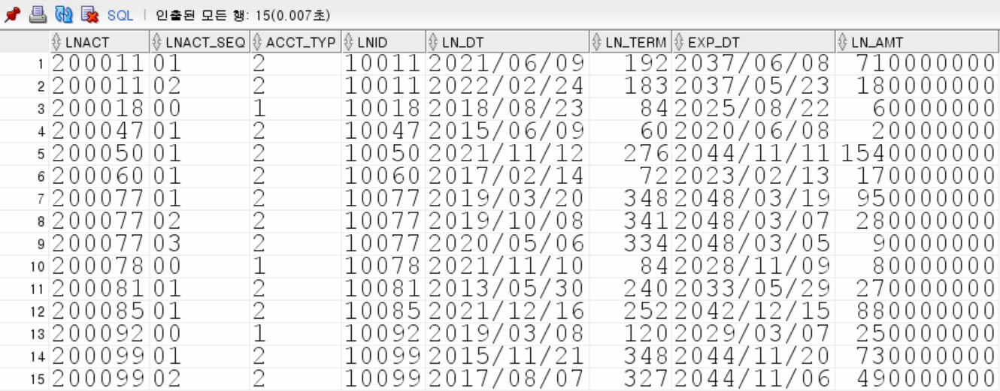 SQL | 인출된 모든 행: 15(0.007초)
LNACT LNACT_SEQ ACCT_TYP LNID LN_DT LN_TERM EXP_DT LN_AMT
1 200011 01 2 10011 2021/06/09 192 2037/06/08 710000000
2 200011 02 2 10011 2022/02/24 183 2037/05/23 180000000
3 200018 00 1 10018 2018/08/23 84 2025/08/22 60000000
4 200047 01 2 10047 2015/06/09 60 2020/06/08 20000000
5 200050 01 2 10050 2021/11/12 276 2044/11/11 1540000000
6 200060 01 2 10060 2017/02/14 72 2023/02/13 170000000
7 200077 01 2 10077 2019/03/20 348 2048/03/19 950000000
8 200077 02 2 10077 2019/10/08 341 2048/03/07 280000000
9 200077 03 2 10077 2020/05/06 334 2048/03/05 90000000
10 200078 00 1 10078 2021/11/10 84 2028/11/09 80000000
11 200081 01 2 10081 2013/05/30 240 2033/05/29 270000000
12 200085 01 2 10085 2021/12/16 252 2042/12/15 880000000
13 200092 00 1 10092 2019/03/08 120 2029/03/07 250000000
14 200099 01 2 10099 2015/11/21 348 2044/11/20 730000000
15 200099 02 2 10099 2017/08/07 327 2044/11/06 490000000